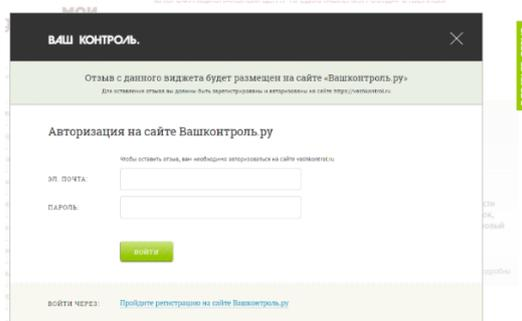 МОИ
ВАШ КОНТРОЛЬ.
Отзыв с данного виджета будет размещен на сайте «Вашконтроль.ру»
Для оставления отзыва вы должны быть зарегистрированы и авторизованы на сайте https://vashkontrol.ru
Авторизация на сайте Вашконтроль.ру
Чтобы оставить отзыв, вам необходимо авторизоваться на сайте vashkontrol.ru
ЭЛ. ПОЧТА:
ПАРОЛЬ:
ВОЙТИ
ВОЙТИ ЧЕРЕЗ: Пройдите регистрацию на сайте Вашконтроль.ру